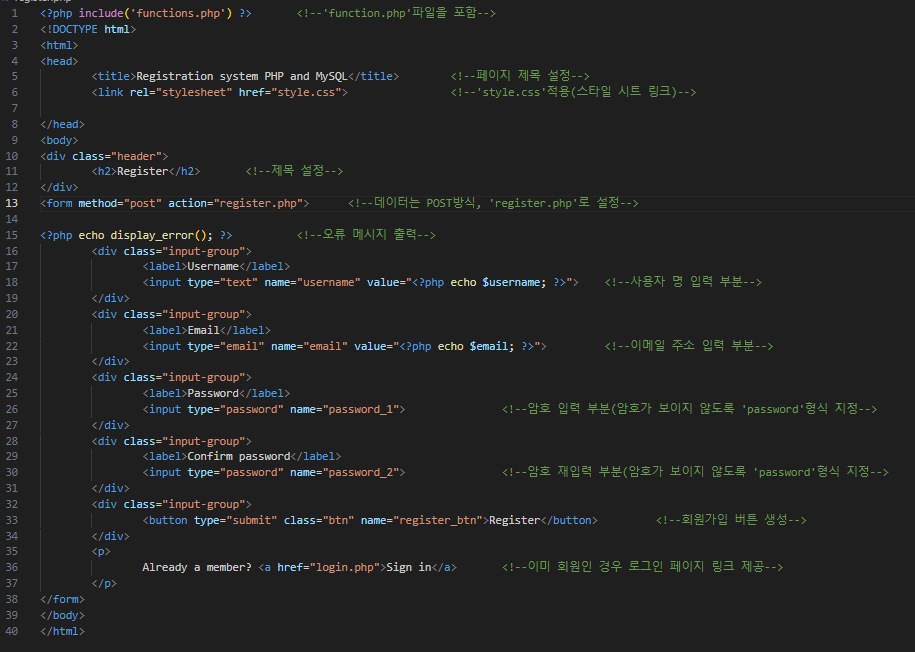 register.php
1 <?php include('functions.php') ?> <!--'function.php'파일을 포함-->
2 <!DOCTYPE html>
3 <html>
4 <head>
5 <title>Registration system PHP and MySQL</title> <!--페이지 제목 설정-->
6 <link rel="stylesheet" href="style.css"> <!--'style.css'적용(스타일 시트 링크)-->
7
8 </head>
9 <body>
10 <div class="header">
11 <h2>Register</h2> <!--제목 설정-->
12 </div>
13 <form method="post" action="register.php"> <!--데이터는 POST방식, 'register.php'로 설정-->
14
15 <?php echo display_error(); ?> <!--오류 메시지 출력-->
16 <div class="input-group">
17 <label>Username</label>
18 <input type="text" name="username" value="<?php echo $username; ?>"> <!--사용자 명 입력 부분-->
19 </div>
20 <div class="input-group">
21 <label>Email</label>
22 <input type="email" name="email" value="<?php echo $email; ?>"> <!--이메일 주소 입력 부분-->
23 </div>
24 <div class="input-group">
25 <label>Password</label>
26 <input type="password" name="password_1"> <!--암호 입력 부분(암호가 보이지 않도록 'password'형식 지정-->
27 </div>
28 <div class="input-group">
29 <label>Confirm password</label>
30 <input type="password" name="password_2"> <!--암호 재입력 부분(암호가 보이지 않도록 'password'형식 지정-->
31 </div>
32 <div class="input-group">
33 <button type="submit" class="btn" name="register_btn">Register</button> <!--회원가입 버튼 생성-->
34 </div>
35 <p>
36 Already a member? <a href="login.php">Sign in</a> <!--이미 회원인 경우 로그인 페이지 링크 제공-->
37 </p>
38 </form>
39 </body>
40 </html>